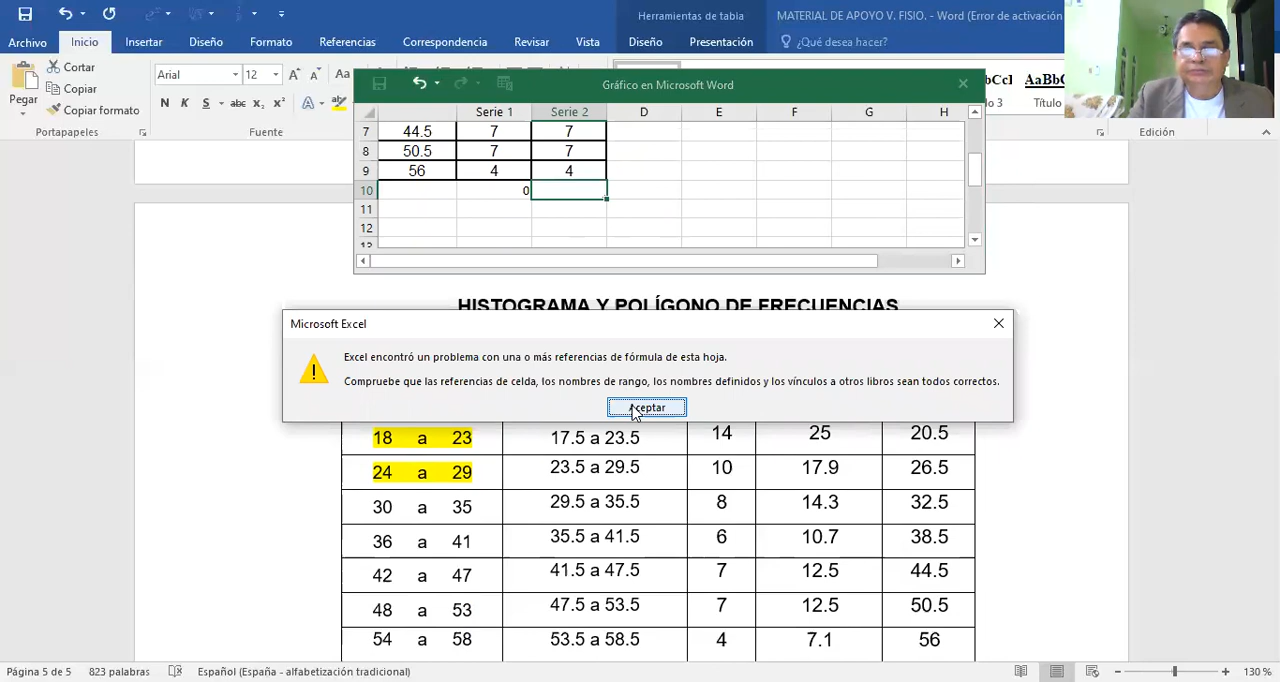 Herramientas de tabla
MATERIAL DE APOYO V. FISIO. - Word (Error de activación
Archivo Inicio Insertar Diseño Formato Referencias Correspondencia Revisar Vista Diseño Presentación ¿Qué desea hacer?
Pegar
Cortar
Copiar
Copiar formato
Portapapeles
Arial 12 A A Aa
N K S abc x₂ x² A
Fuente
CcI AaBb
3 Título
Edición
Gráfico en Microsoft Word
Serie 1 Serie 2 D E F G H
7 44.5 7 7
8 50.5 7 7
9 56 4 4
10 0
11
12
13
HISTOGRAMA Y POLÍGONO DE FRECUENCIAS
Microsoft Excel
Excel encontró un problema con una o más referencias de fórmula de esta hoja.
Compruebe que las referencias de celda, los nombres de rango, los nombres definidos y los vínculos a otros libros sean todos correctos.
Aceptar
18 a 23 17.5 a 23.5 14 25 20.5
24 a 29 23.5 a 29.5 10 17.9 26.5
30 a 35 29.5 a 35.5 8 14.3 32.5
36 a 41 35.5 a 41.5 6 10.7 38.5
42 a 47 41.5 a 47.5 7 12.5 44.5
48 a 53 47.5 a 53.5 7 12.5 50.5
54 a 58 53.5 a 58.5 4 7.1 56
Página 5 de 5 823 palabras Español (España - alfabetización tradicional) 130 %